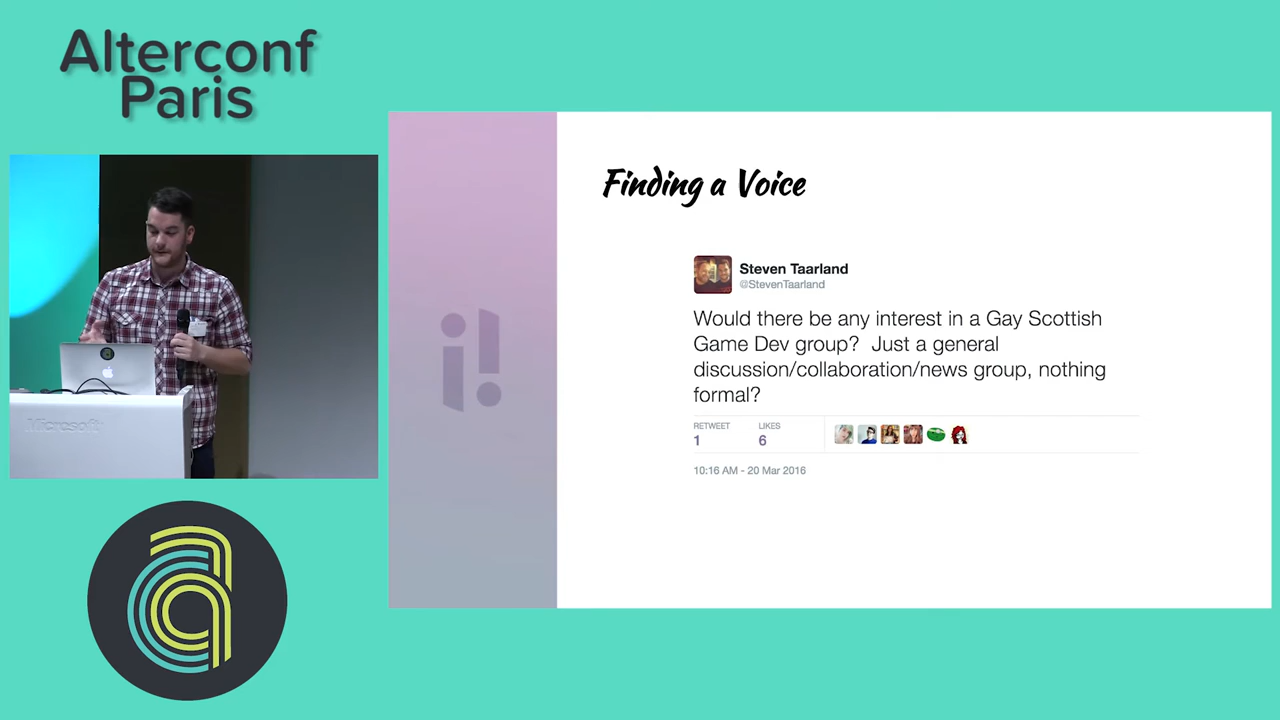 Alterconf
Paris
Microsoft
Finding a Voice
Steven Taarland
@StevenTaarland
Would there be any interest in a Gay Scottish
Game Dev group? Just a general
discussion/collaboration/news group, nothing
formal?
RETWEET
1
LIKES
6
10:16 AM - 20 Mar 2016